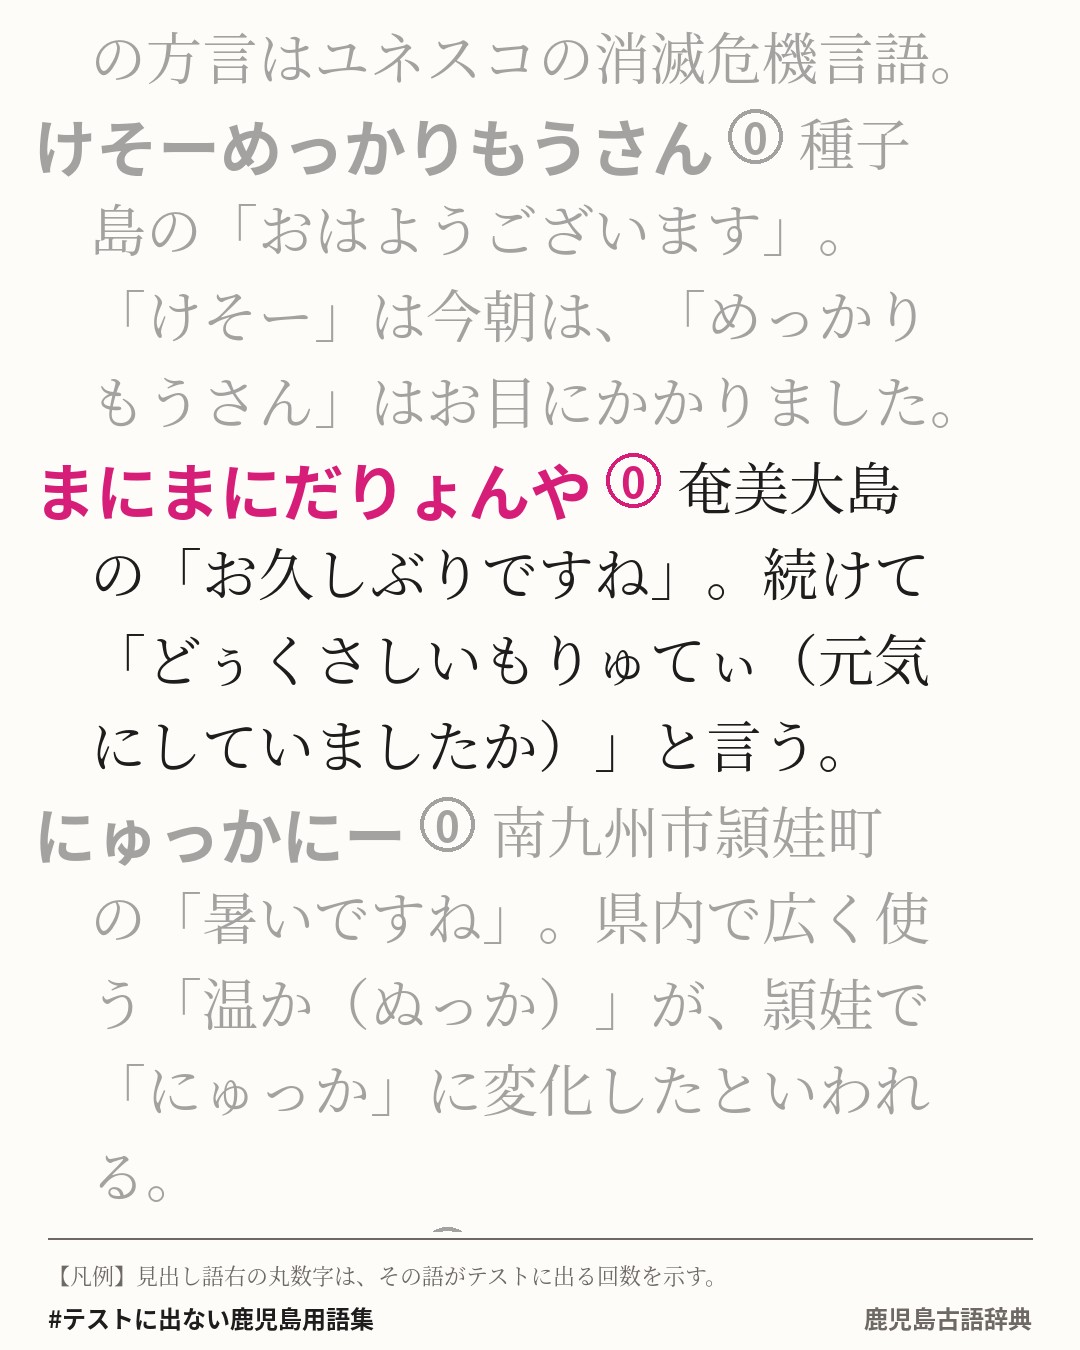 の方言はユネスコの消滅危機言語。
けそーめっかりもうさん⓪ 種子
島の「おはようございます」。
「けそー」は今朝は、「めっかり
もうさん」はお目にかかりました。
まにまにだりょんや⓪ 奄美大島
の「お久しぶりですね」。続けて
「どぅくさしいもりゅてぃ（元気
にしていましたか）」と言う。
にゅっかにー⓪ 南九州市頴娃町
の「暑いですね」。県内で広く使
う「温か（ぬっか）」が、頴娃で
「にゅっか」に変化したといわれ
る。
【凡例】見出し語右の丸数字は、その語がテストに出る回数を示す。
#テストに出ない鹿児島用語集
鹿児島古語辞典